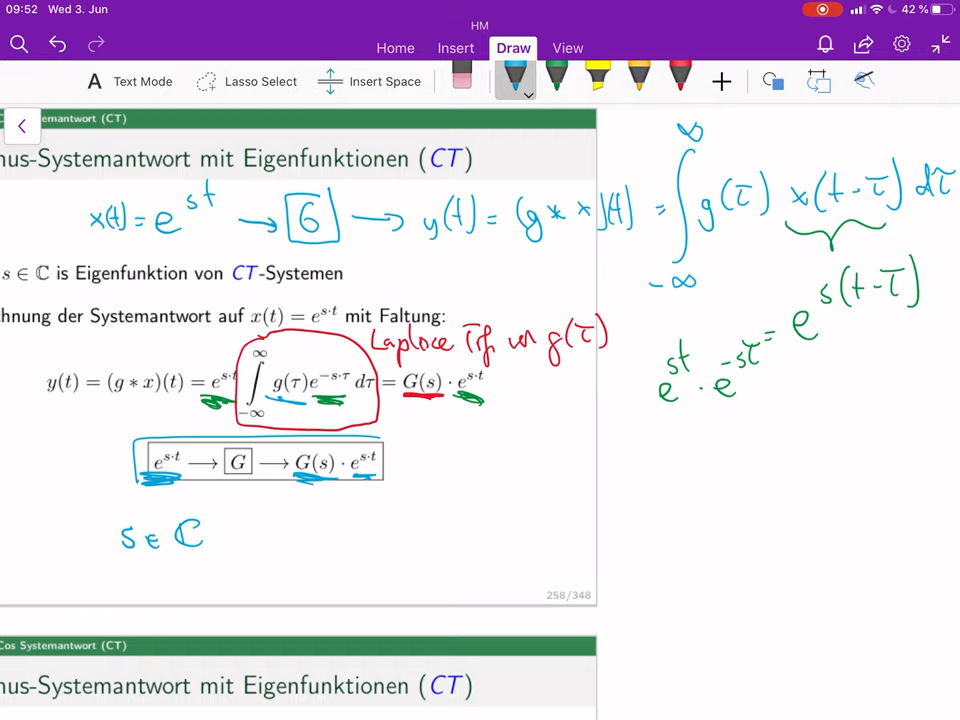 09:52 Wed 3. Jun 42 %
HM
Home Insert Draw View
A Text Mode Lasso Select Insert Space
emantwort (CT)
nus-Systemantwort mit Eigenfunktionen (CT)
x(t) = e^{st} → G → y(t) = (g * x)(t) = ∫_{-∞}^{∞} g(τ) x(t-τ) dτ
s ∈ ℂ is Eigenfunktion von CT-Systemen
e^{s(t-τ)}
hnung der Systemantwort auf x(t) = e^{s·t} mit Faltung:
Laplace Trf. von g(τ)
e^{st} · e^{-sτ} =
y(t) = (g ∗ x)(t) = e^{s·t} ∫_{-∞}^{∞} g(τ)e^{-s·τ} dτ = G(s) · e^{s·t}
e^{s·t} ⟶ G ⟶ G(s) · e^{s·t}
s ∈ ℂ
258/348
Cos Systemantwort (CT)
nus-Systemantwort mit Eigenfunktionen (CT)